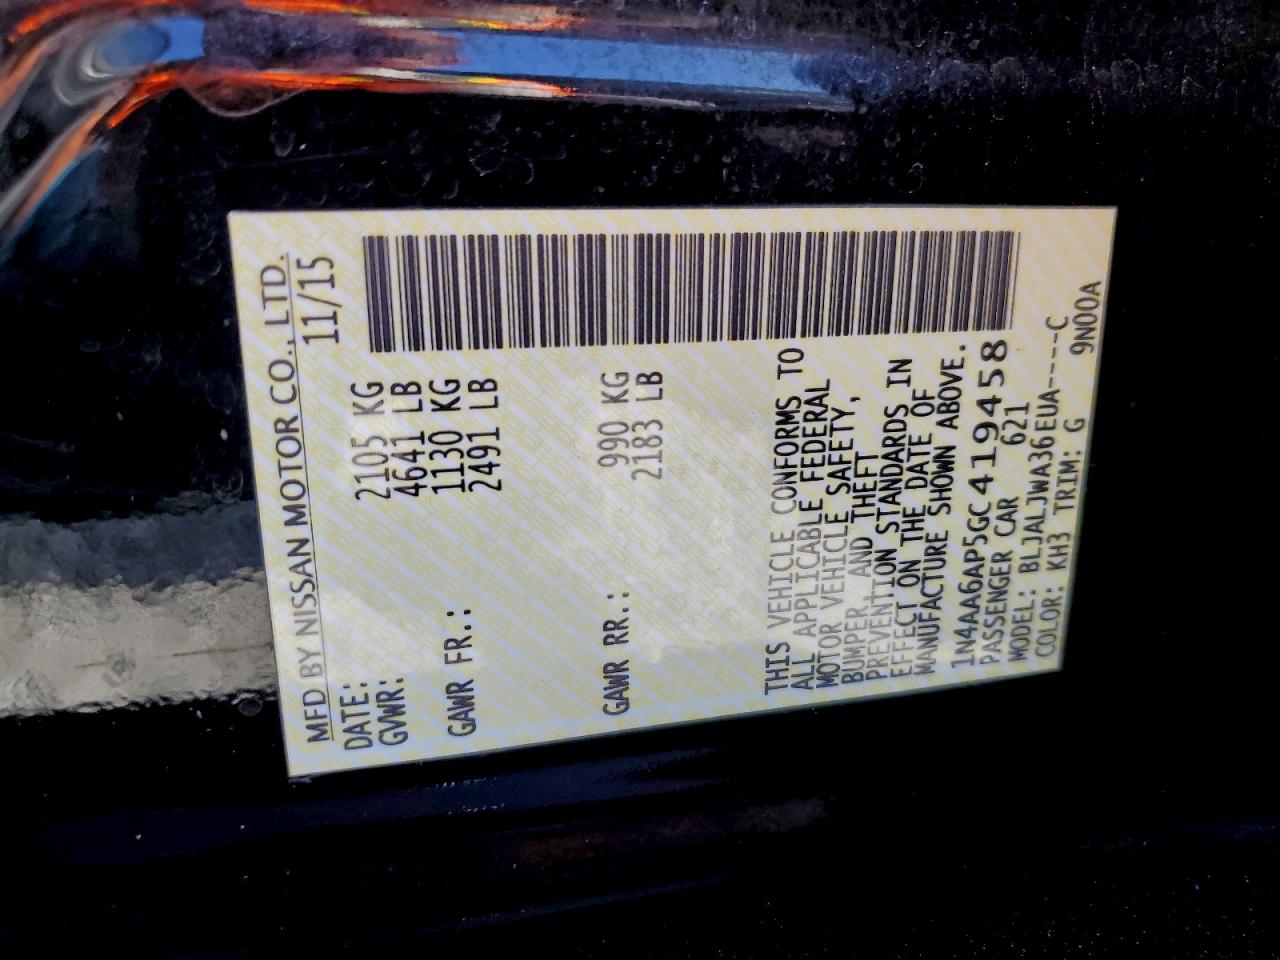 MFD BY NISSAN MOTOR CO., LTD.
DATE: 11/15
GVWR: 2105 KG
4641 LB
GAWR FR.: 1130 KG
2491 LB
GAWR RR.: 990 KG
2183 LB
THIS VEHICLE CONFORMS TO
ALL APPLICABLE FEDERAL
MOTOR VEHICLE SAFETY,
BUMPER, AND THEFT
PREVENTION STANDARDS IN
EFFECT ON THE DATE OF
MANUFACTURE SHOWN ABOVE.
1N4AA6AP5GC419458
PASSENGER CAR 621
MODEL: BLJALJWA36EUA----C
COLOR: KH3 TRIM: G 9N00A